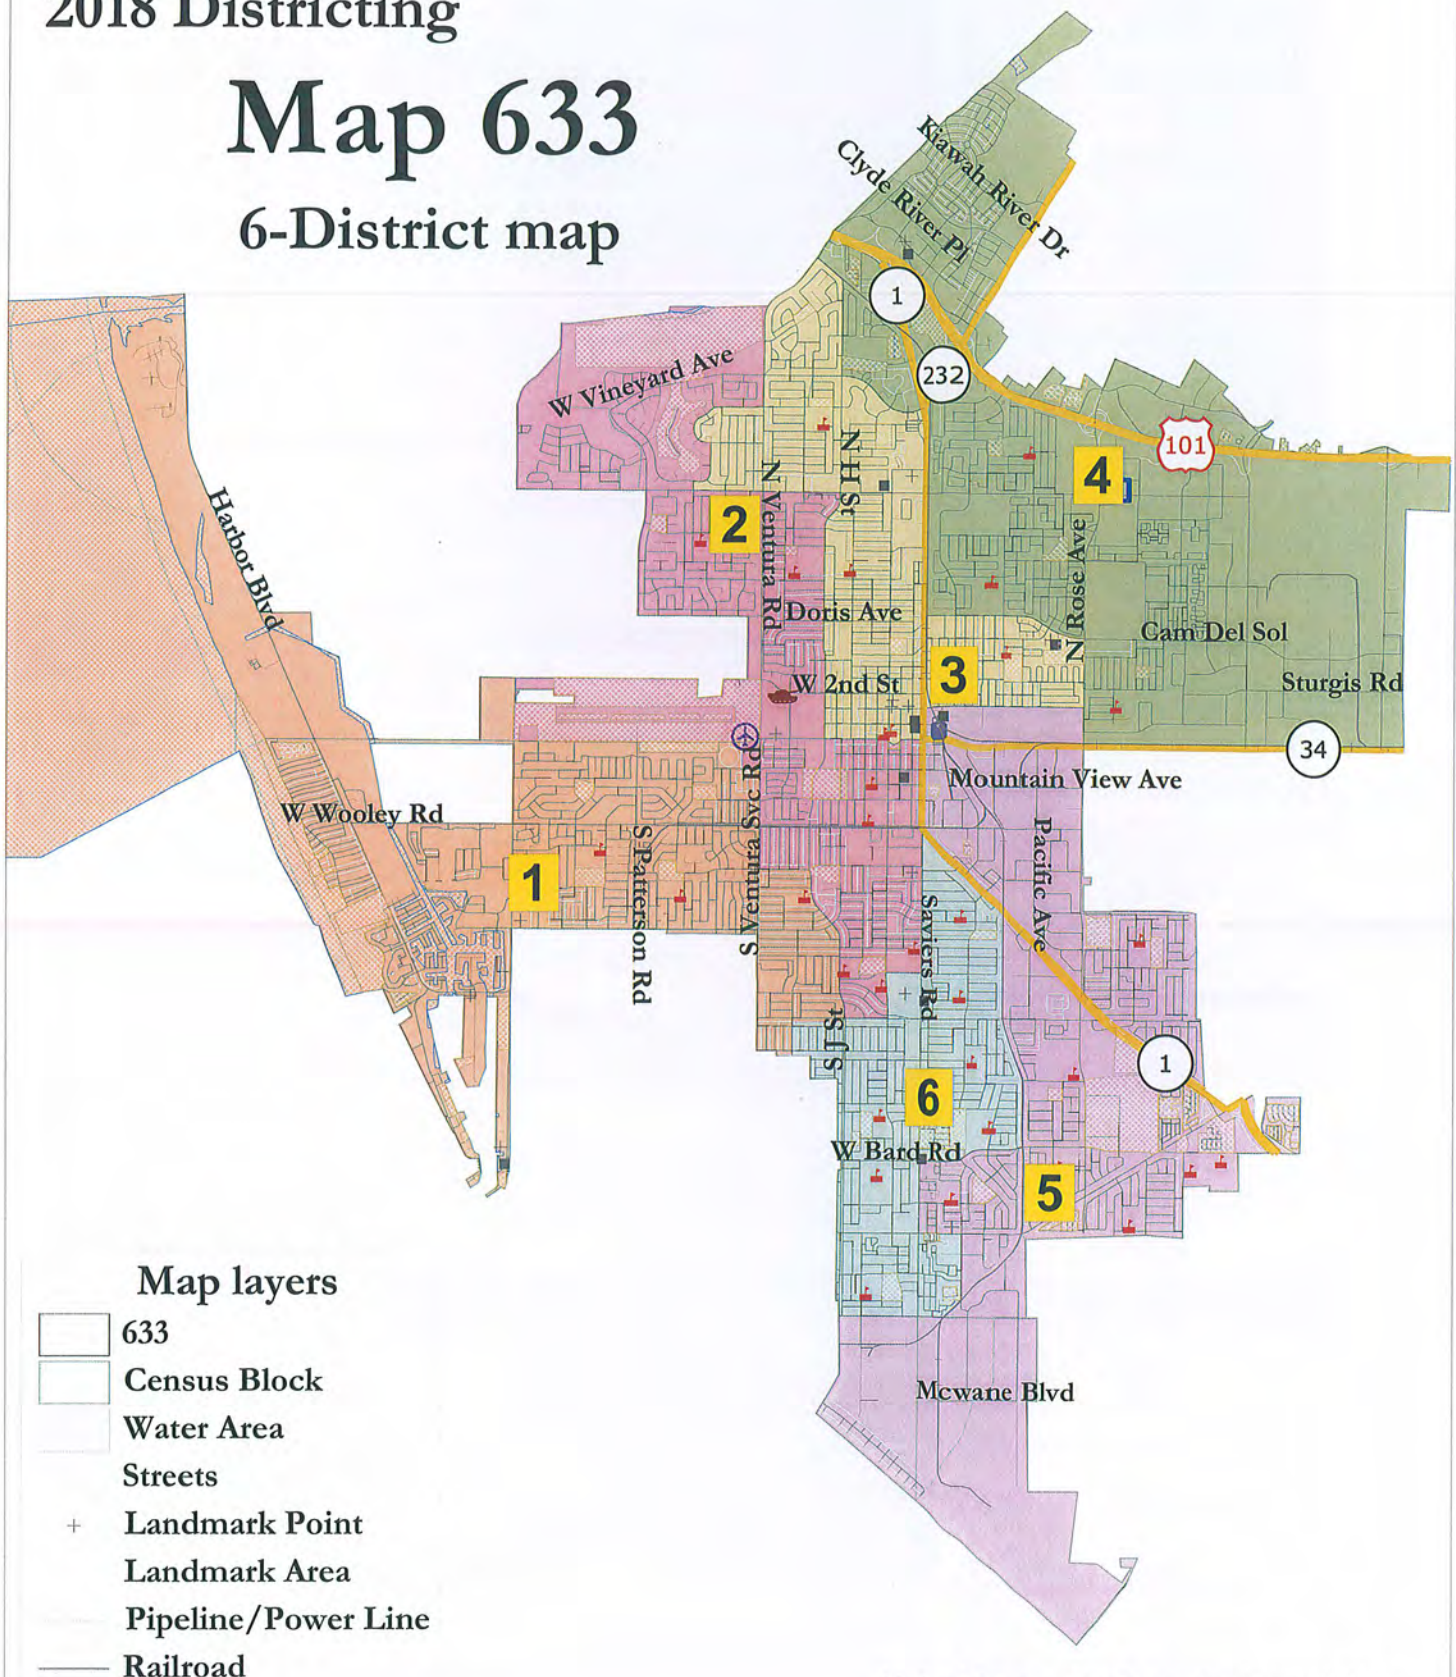 2018 Districting
Map 633
6-District map
Kiawah River Dr
Clyde River Pl
1
232
W Vineyard Ave
101
N H St
4
N Ventura Rd
2
Harbor Blvd
N Rose Ave
Doris Ave
Cam Del Sol
3
W 2nd St
Sturgis Rd
34
S Ventura Svc Rd
Mountain View Ave
W Wooley Rd
Pacific Ave
S Patterson Rd
1
Saviers Rd
S J St
1
6
W Bard Rd
5
Mcwane Blvd
Map layers
633
Census Block
Water Area
Streets
Landmark Point
Landmark Area
Pipeline/Power Line
Railroad